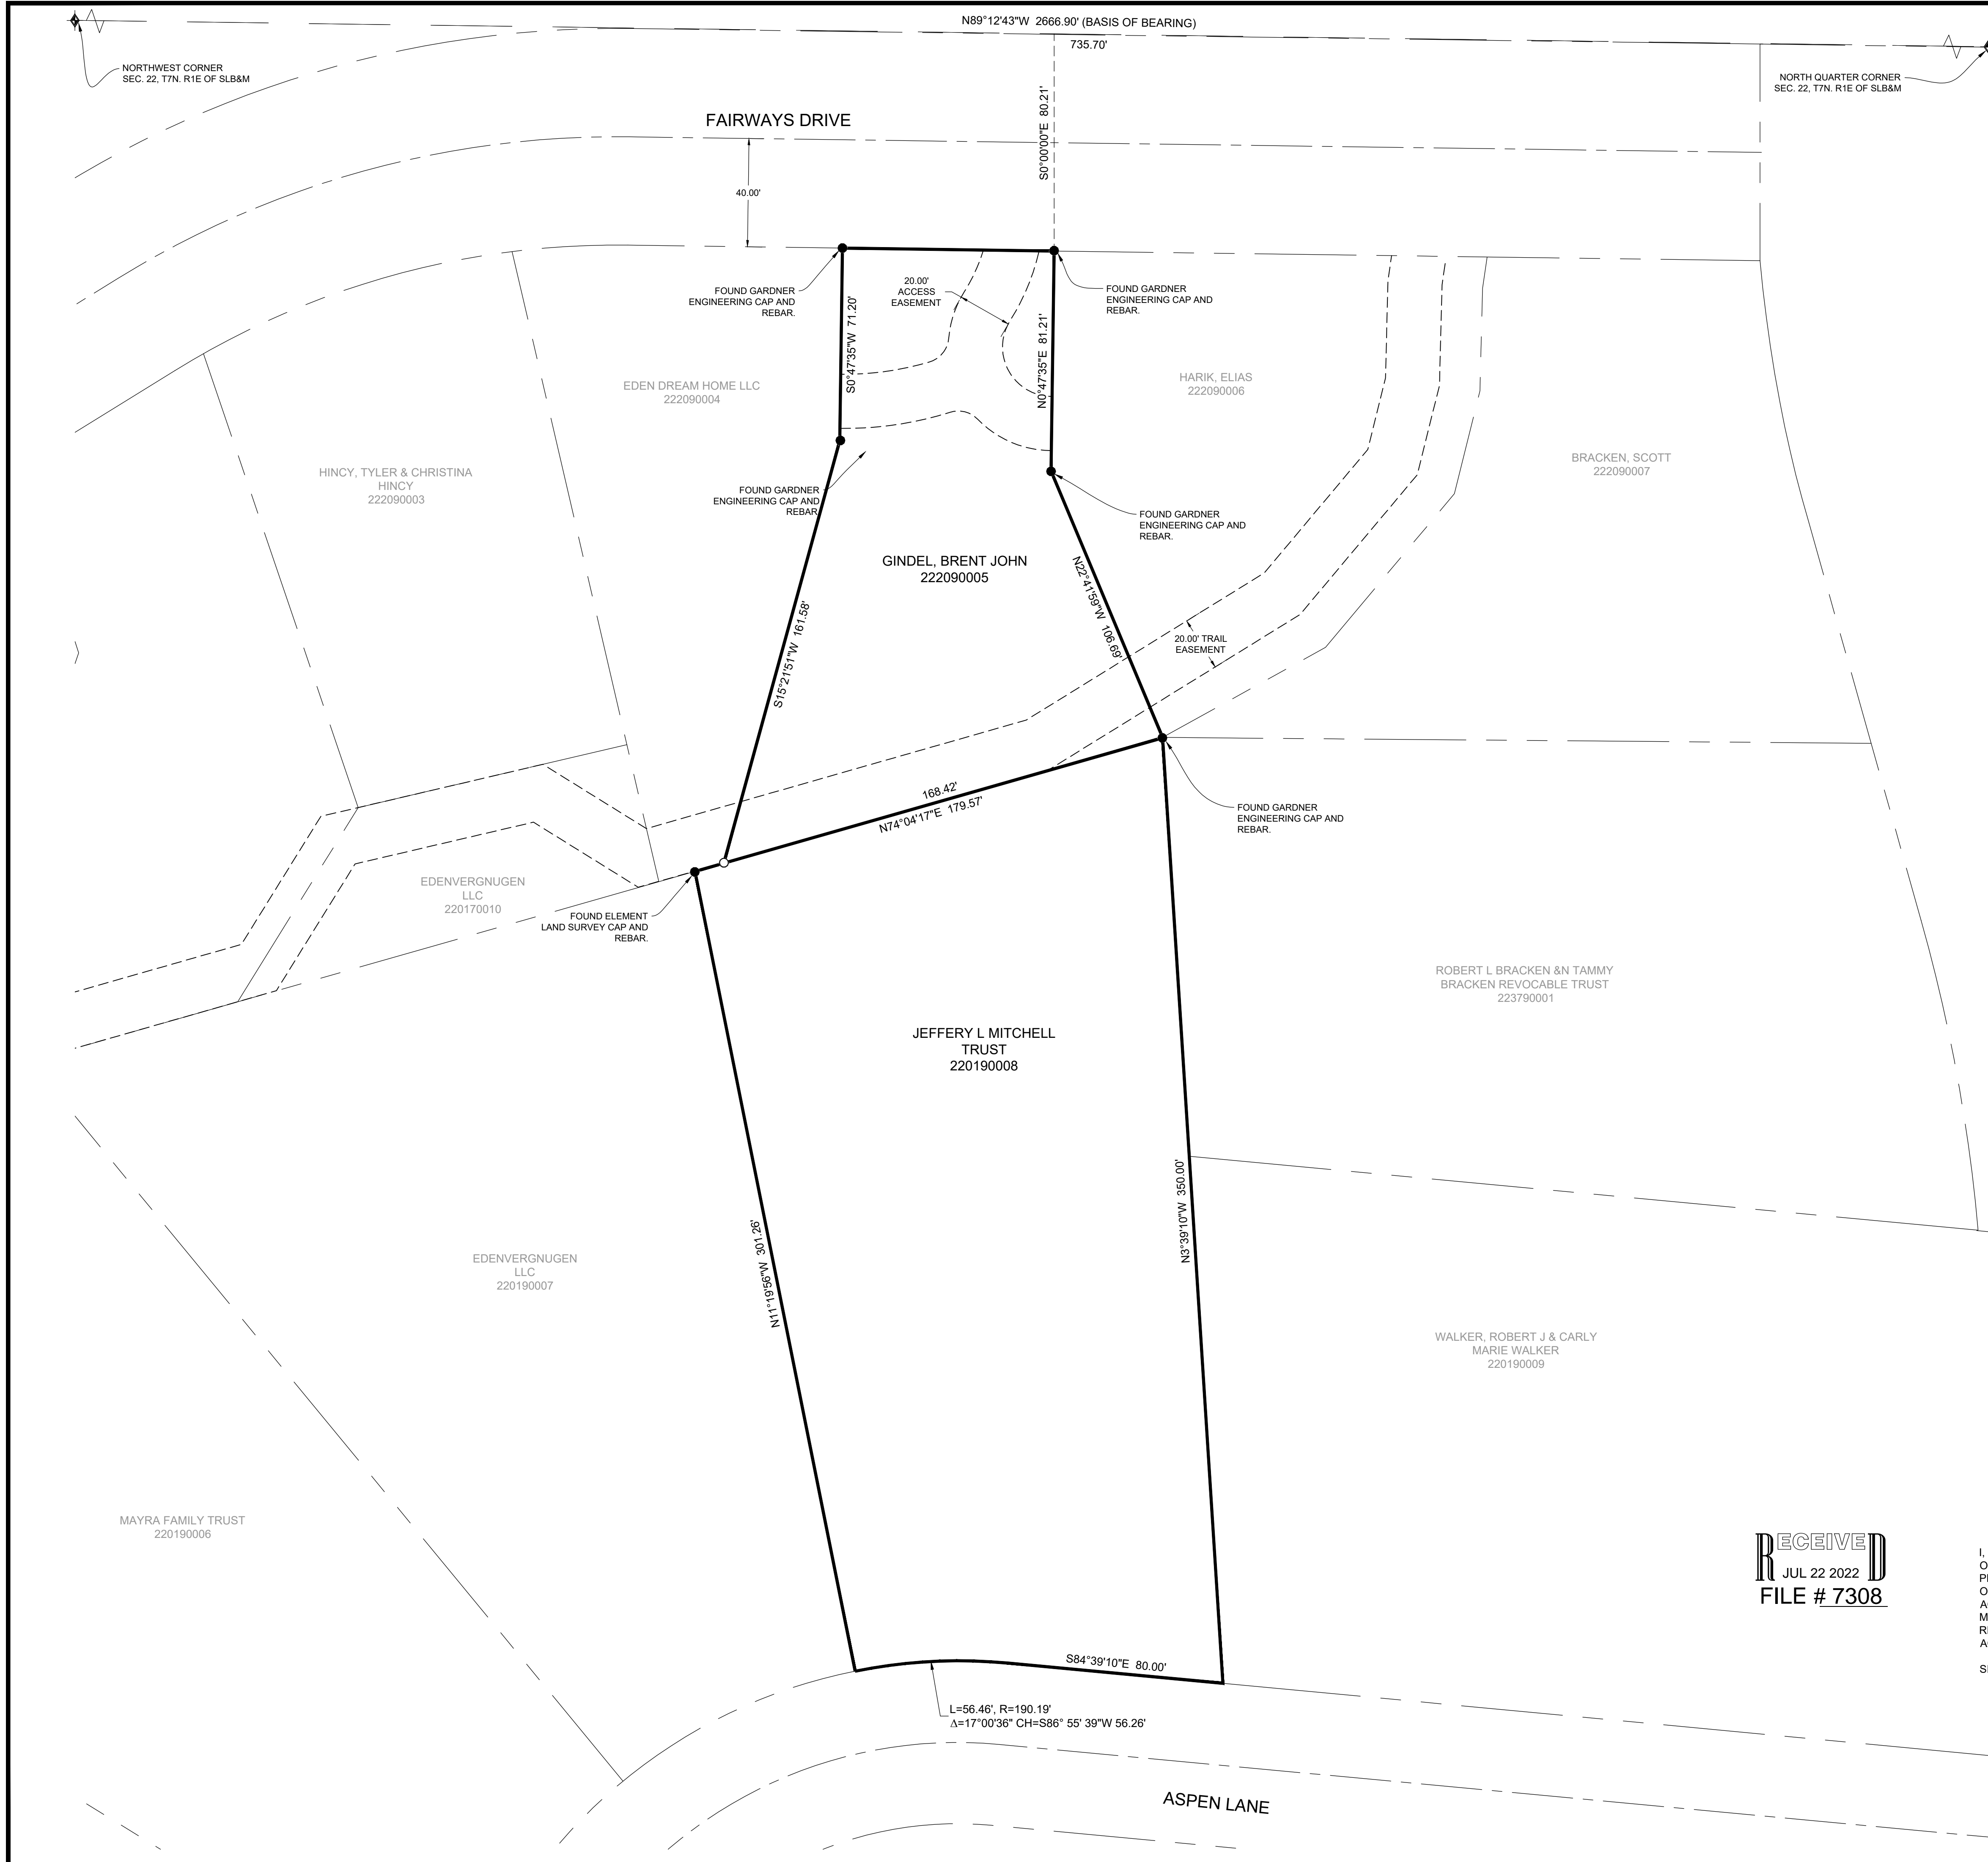 N89°12'43"W 2666.90' (BASIS OF BEARING)
735.70'
NORTHWEST CORNER
SEC. 22, T7N. R1E OF SLB&M
NORTH QUARTER CORNER
SEC. 22, T7N. R1E OF SLB&M
FAIRWAYS DRIVE
S0°00'00"E 80.21'
40.00'
FOUND GARDNER
ENGINEERING CAP AND
REBAR.
20.00'
ACCESS
EASEMENT
FOUND GARDNER
ENGINEERING CAP AND
REBAR.
S0°47'35"W 71.20'
N0°47'35"E 81.21'
EDEN DREAM HOME LLC
222090004
HARIK, ELIAS
222090006
HINCY, TYLER & CHRISTINA
HINCY
222090003
BRACKEN, SCOTT
222090007
FOUND GARDNER
ENGINEERING CAP AND
REBAR.
FOUND GARDNER
ENGINEERING CAP AND
REBAR.
GINDEL, BRENT JOHN
222090005
N22°41'59"W 106.69'
S15°21'51"W 161.58'
20.00' TRAIL
EASEMENT
168.42'
N74°04'17"E 179.57'
FOUND GARDNER
ENGINEERING CAP AND
REBAR.
EDENVERGNUGEN
LLC
220170010
FOUND ELEMENT
LAND SURVEY CAP AND
REBAR.
ROBERT L BRACKEN &N TAMMY
BRACKEN REVOCABLE TRUST
223790001
JEFFERY L MITCHELL
TRUST
220190008
N3°39'10"W 350.00'
N11°19'56"W 301.26'
EDENVERGNUGEN
LLC
220190007
WALKER, ROBERT J & CARLY
MARIE WALKER
220190009
MAYRA FAMILY TRUST
220190006
RECEIVED
JUL 22 2022
FILE # 7308
I,
O
A
M
A
S84°39'10"E 80.00'
L=56.46', R=190.19'
Δ=17°00'36" CH=S86° 55' 39"W 56.26'
ASPEN LANE